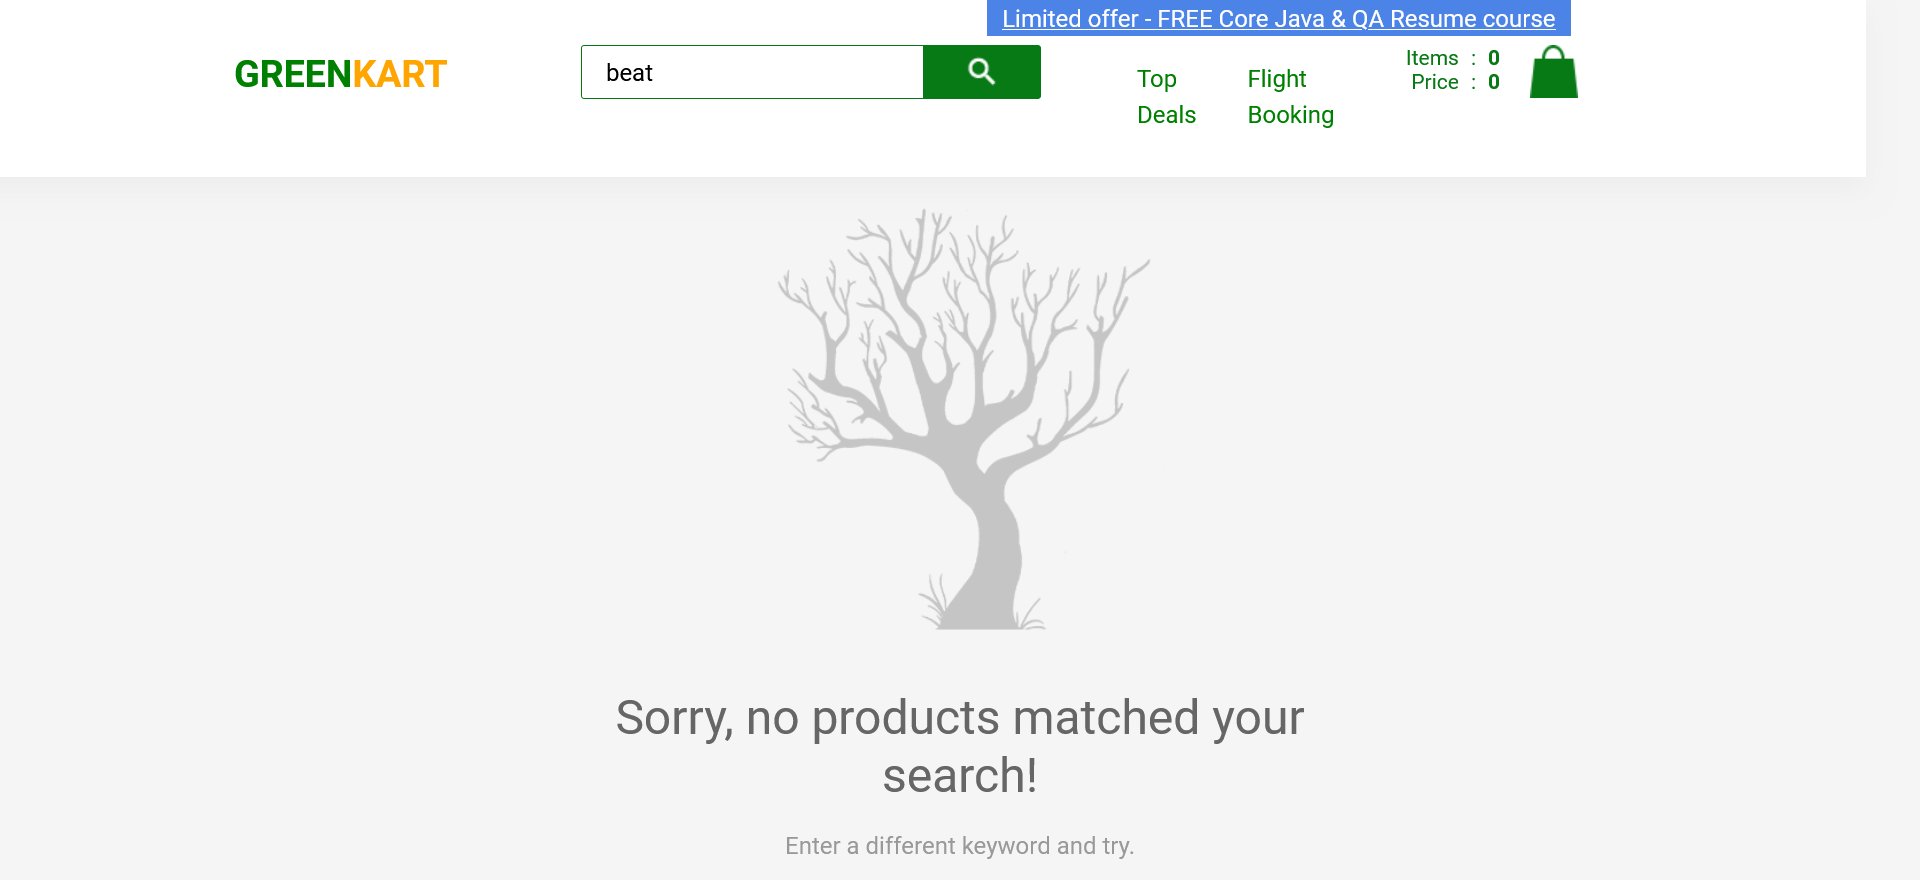 Limited offer - FREE Core Java & QA Resume course
GREENKART
beat
Top
Deals
Flight
Booking
Items : 0
Price : 0
Sorry, no products matched your
search!
Enter a different keyword and try.